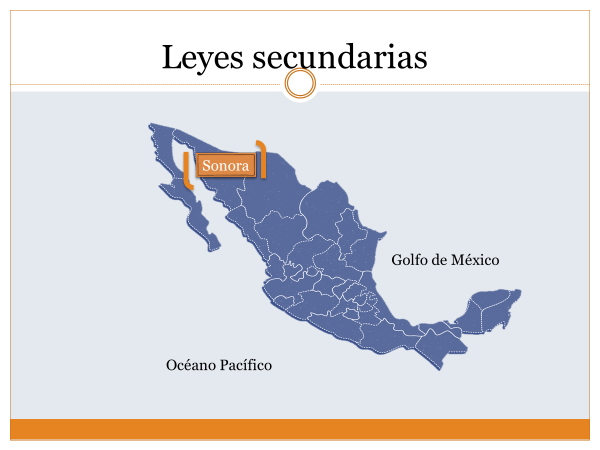 Leyes secundarias
Sonora
Golfo de México
Océano Pacífico